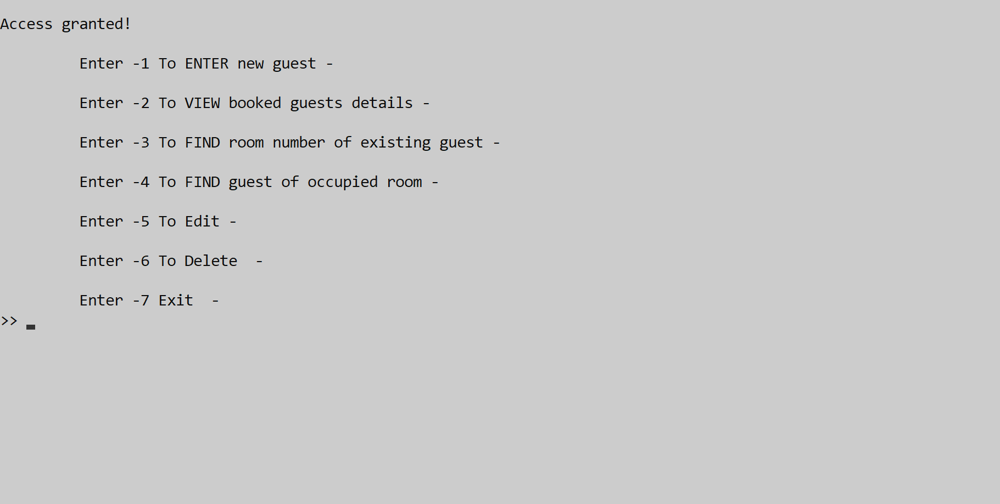 Access granted!
Enter -1 To ENTER new guest -
Enter -2 To VIEW booked guests details -
Enter -3 To FIND room number of existing guest -
Enter -4 To FIND guest of occupied room -
Enter -5 To Edit -
Enter -6 To Delete  -
Enter -7 Exit  -
>>